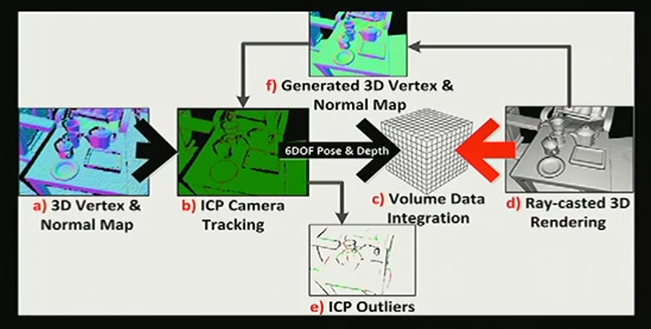 f) Generated 3D Vertex &
Normal Map
6DOF Pose & Depth
a) 3D Vertex &
Normal Map
b) ICP Camera
Tracking
c) Volume Data
Integration
d) Ray-casted 3D
Rendering
e) ICP Outliers